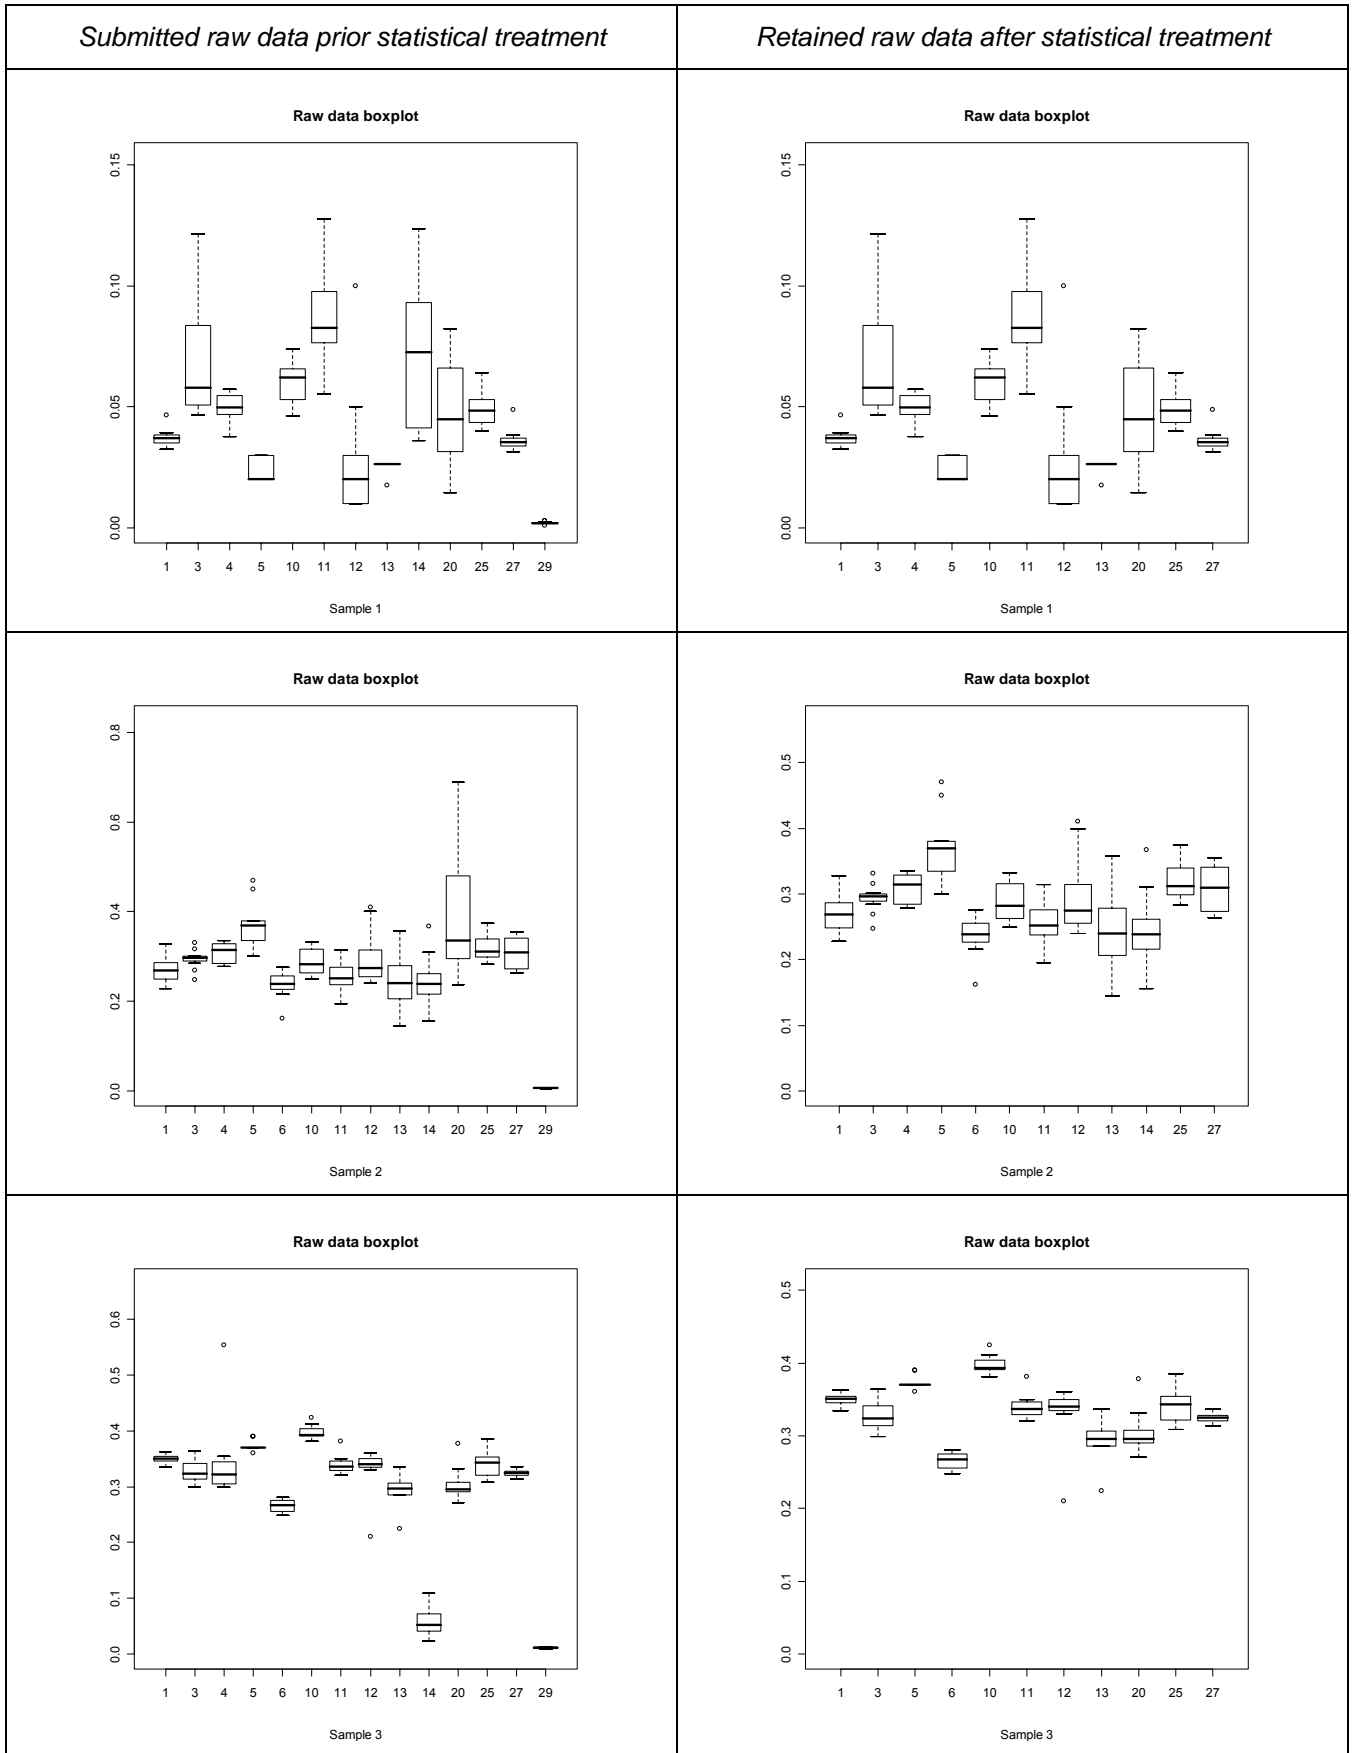 Submitted raw data prior statistical treatment
Retained raw data after statistical treatment
Raw data boxplot
0.15
0.10
0.05
0.00
1 3 4 5 10 11 12 13 14 20 25 27 29
Sample 1
Raw data boxplot
0.15
0.10
0.05
0.00
1 3 4 5 10 11 12 13 20 25 27
Sample 1
Raw data boxplot
0.8
0.6
0.4
0.2
0.0
1 3 4 5 6 10 11 12 13 14 20 25 27 29
Sample 2
Raw data boxplot
0.5
0.4
0.3
0.2
0.1
0.0
1 3 4 5 6 10 11 12 13 14 25 27
Sample 2
Raw data boxplot
0.6
0.5
0.4
0.3
0.2
0.1
0.0
1 3 4 5 6 10 11 12 13 14 20 25 27 29
Sample 3
Raw data boxplot
0.5
0.4
0.3
0.2
0.1
0.0
1 3 5 6 10 11 12 13 20 25 27
Sample 3